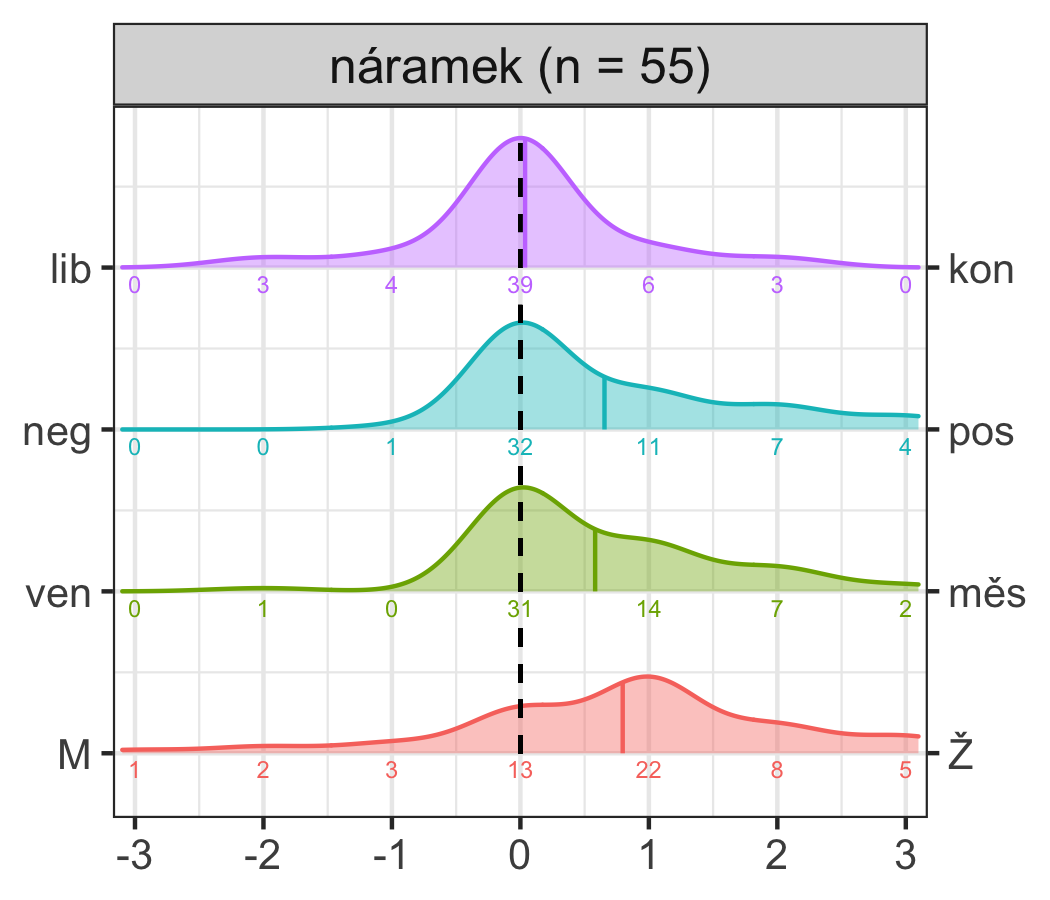 náramek (n = 55)
lib kon
0 3 4 39 6 3 0
neg pos
0 0 1 32 11 7 4
ven měs
0 1 0 31 14 7 2
M Ž
1 2 3 13 22 8 5
-3 -2 -1 0 1 2 3